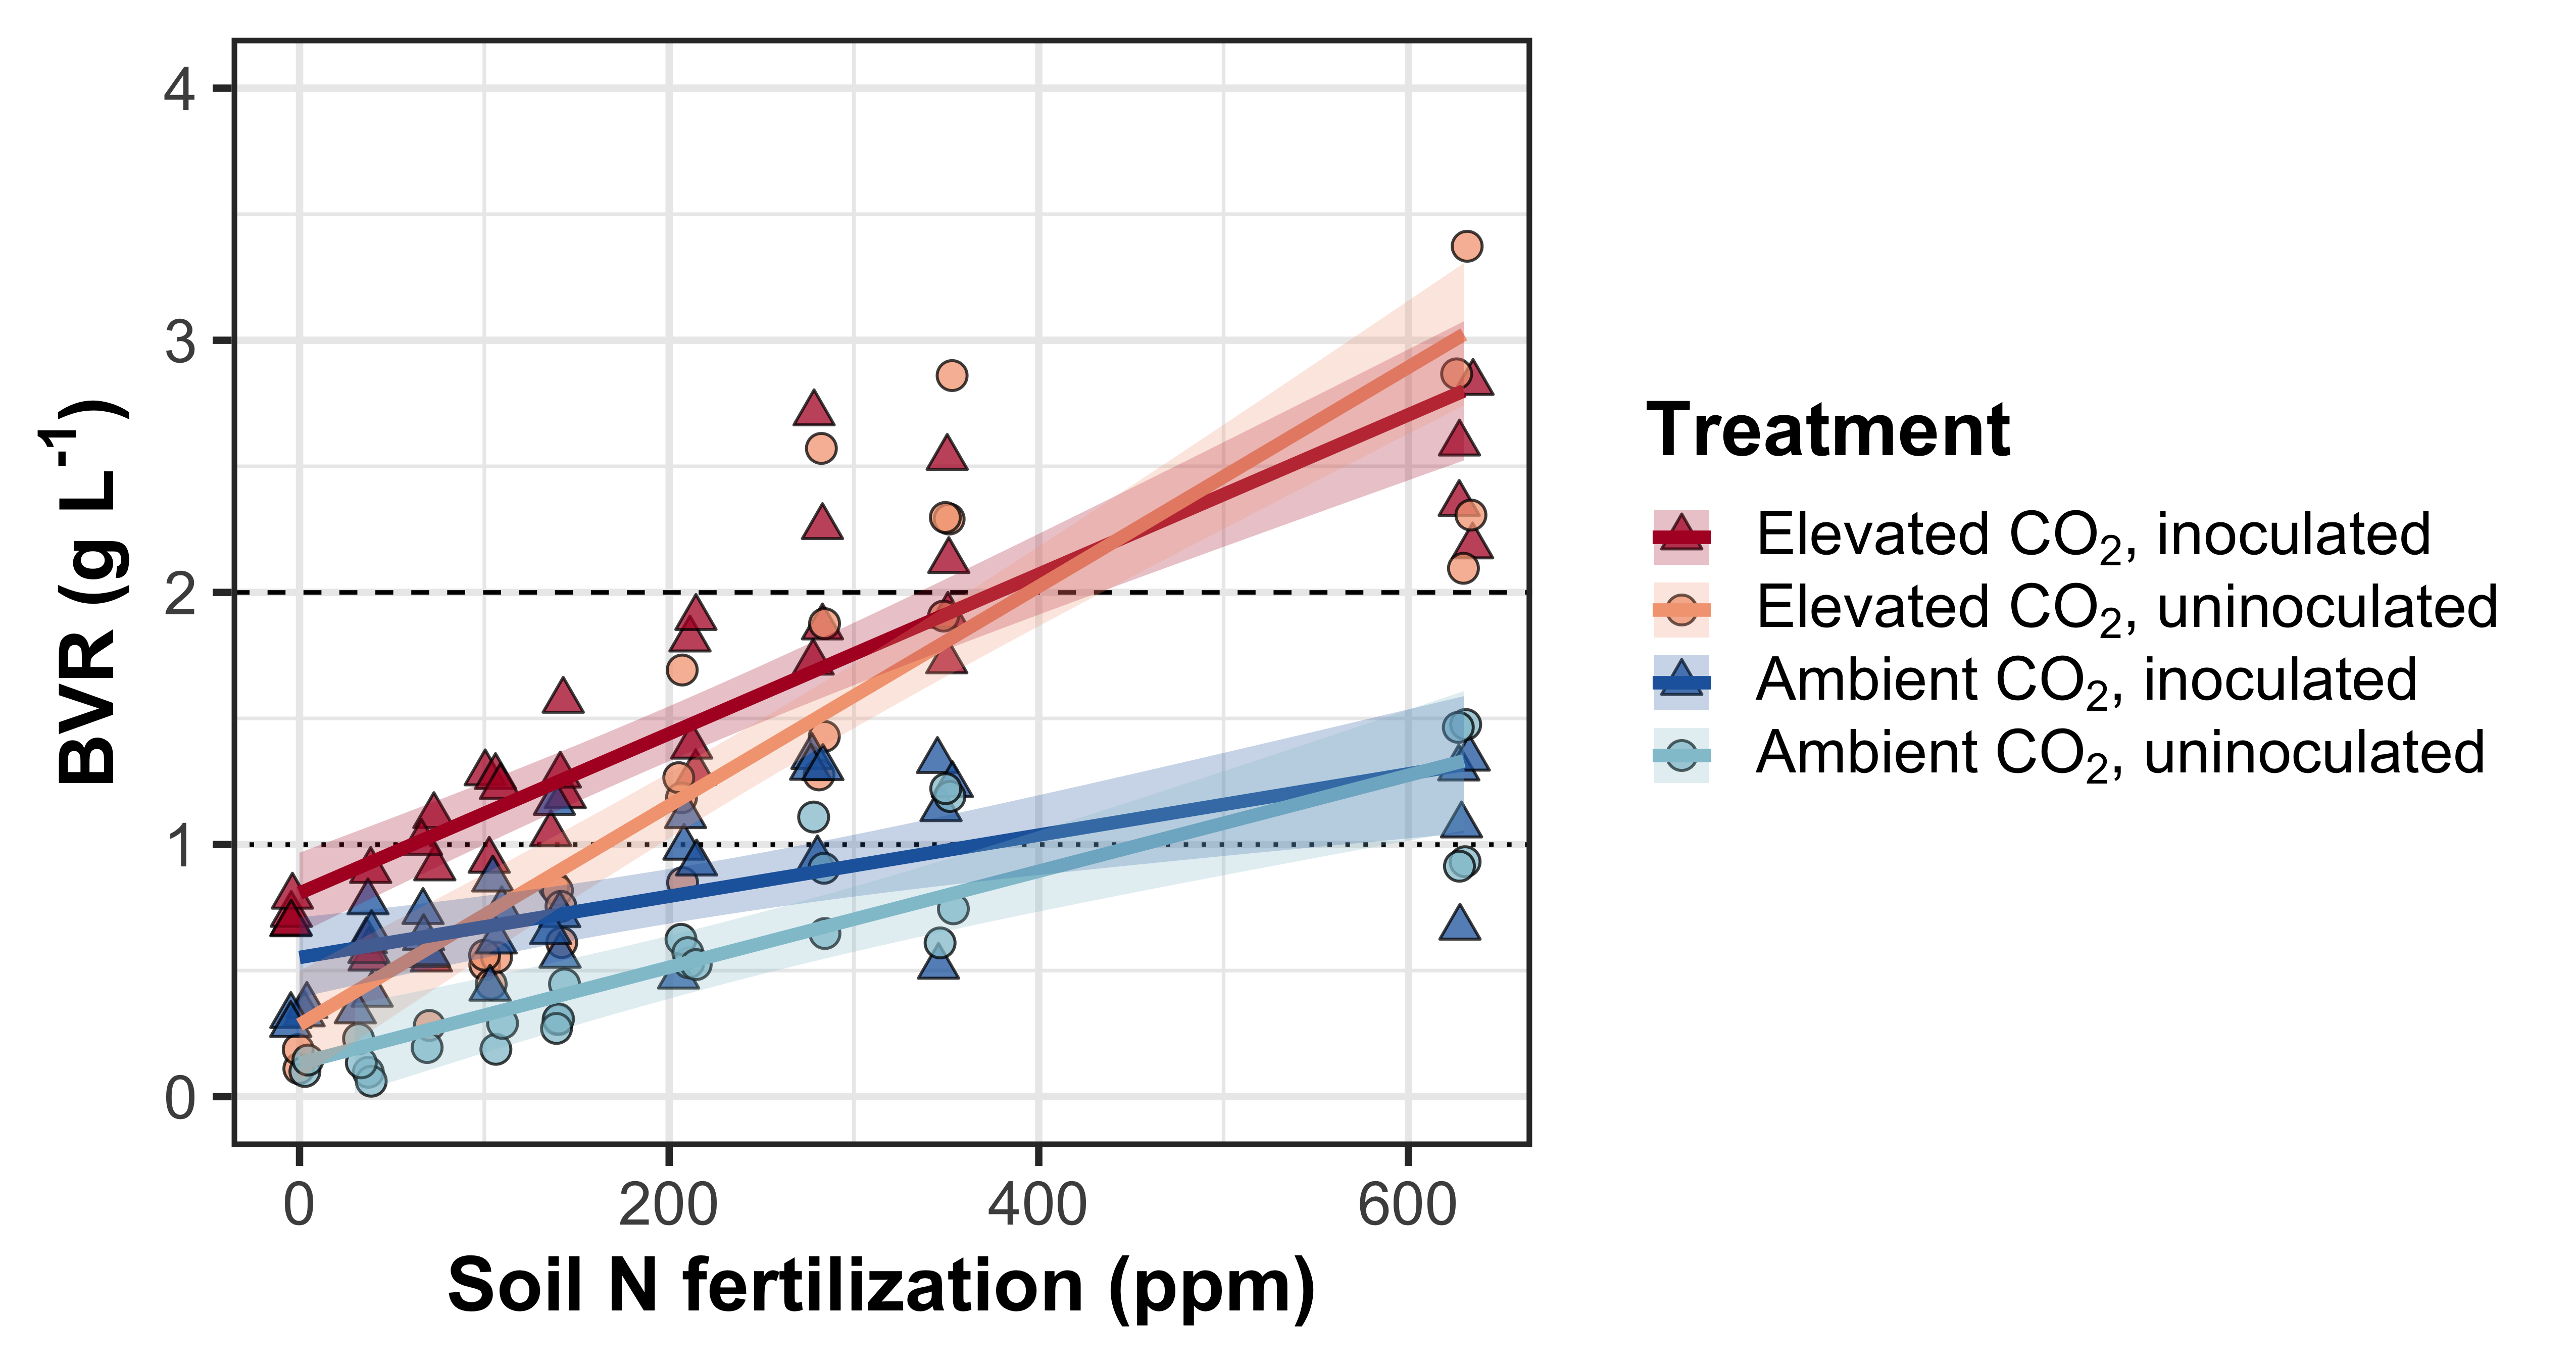 BVR (g L-1)
4
3
2
1
0
0 200 400 600
Soil N fertilization (ppm)
Treatment
Elevated CO2, inoculated
Elevated CO2, uninoculated
Ambient CO2, inoculated
Ambient CO2, uninoculated